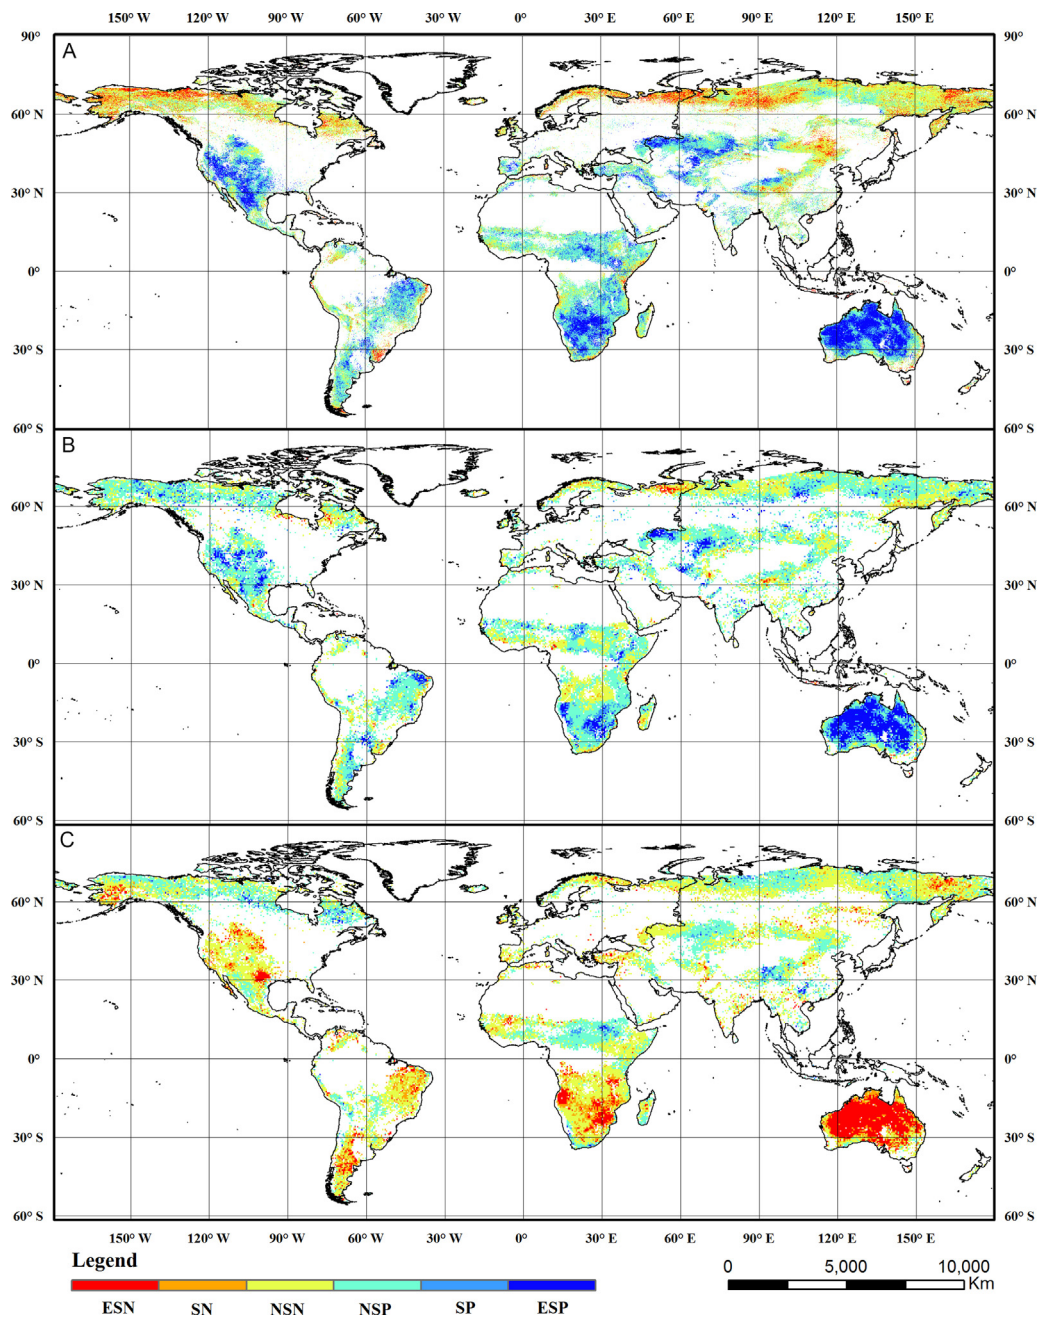 150° W 120° W 90° W 60° W 30° W 0° 30° E 60° E 90° E 120° E 150° E
A
90° 90°
60° N 60° N
30° N 30° N
0° 0°
30° S 30° S
60° S 60° S
B
60° N 60° N
30° N 30° N
0° 0°
30° S 30° S
60° S 60° S
C
60° N 60° N
30° N 30° N
0° 0°
30° S 30° S
60° S 60° S
150° W 120° W 90° W 60° W 30° W 0° 30° E 60° E 90° E 120° E 150° E
Legend
ESN SN NSN NSP SP ESP
0 5,000 10,000
Km